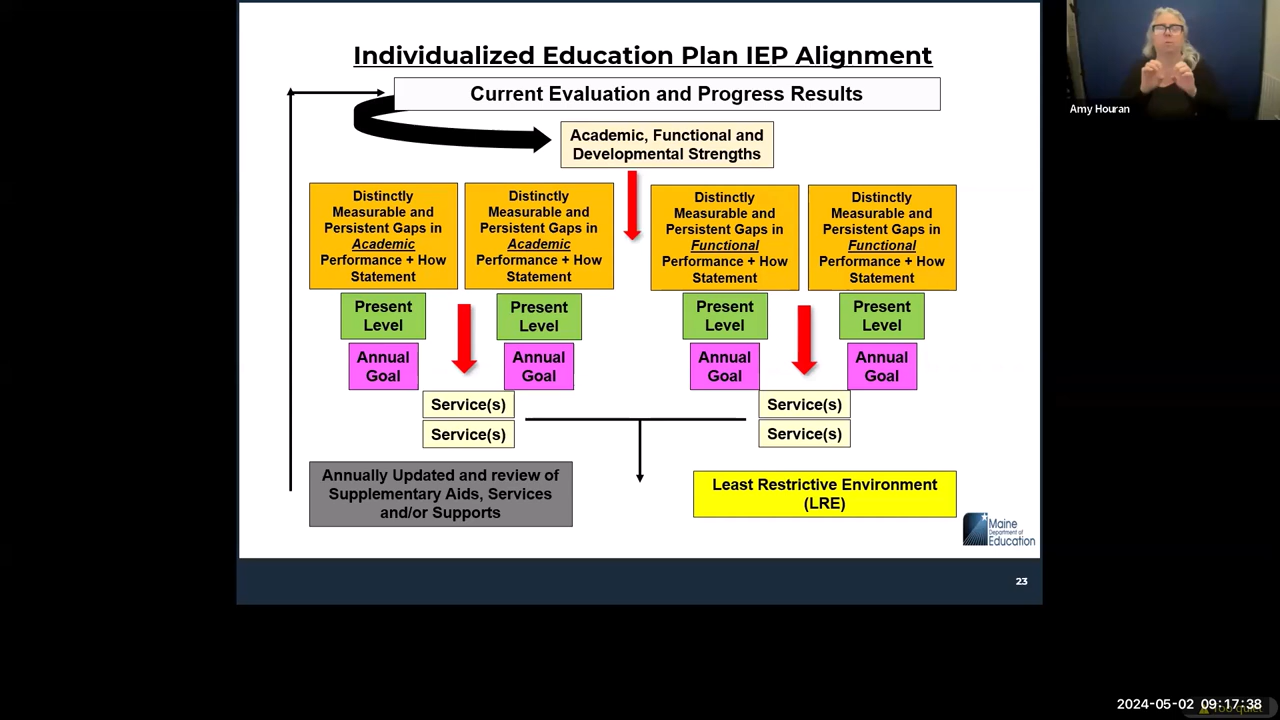 Individualized Education Plan IEP Alignment
Current Evaluation and Progress Results
Amy Houran
Academic, Functional and
Developmental Strengths
Distinctly
Measurable and
Persistent Gaps in
Academic
Performance + How
Statement
Distinctly
Measurable and
Persistent Gaps in
Academic
Performance + How
Statement
Distinctly
Measurable and
Persistent Gaps in
Functional
Performance + How
Statement
Distinctly
Measurable and
Persistent Gaps in
Functional
Performance + How
Statement
Present
Level
Present
Level
Present
Level
Present
Level
Annual
Goal
Annual
Goal
Annual
Goal
Annual
Goal
Service(s)
Service(s)
Service(s)
Service(s)
Annually Updated and review of
Supplementary Aids, Services
and/or Supports
Least Restrictive Environment
(LRE)
Maine
Department of
Education
23
2024-05-02 09:17:38